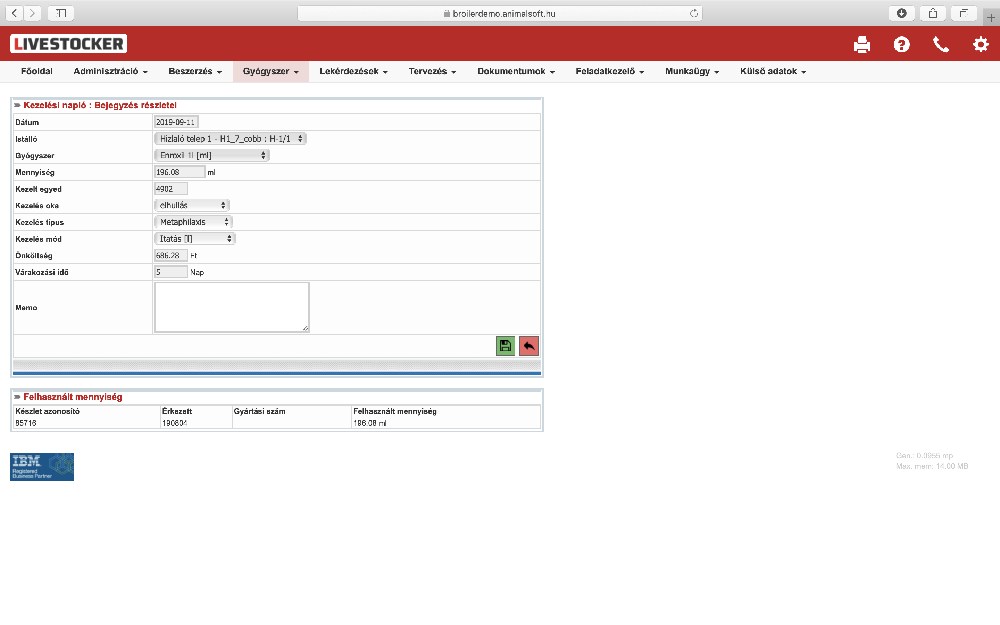 broilerdemo.animalsoft.hu
LIVESTOCKER
Főoldal Adminisztráció Beszerzés Gyógyszer Lekérdezések Tervezés Dokumentumok Feladatkezelő Munkaügy Külső adatok
Kezelési napló : Bejegyzés részletei
Dátum 2019-09-11
Istálló Hizlaló telep 1 - H1_7_cobb : H-1/1
Gyógyszer Enroxil 1l [ml]
Mennyiség 196.08 ml
Kezelt egyed 4902
Kezelés oka elhullás
Kezelés típus Metaphilaxis
Kezelés mód Itatás [l]
Önköltség 686.28 Ft
Várakozási idő 5 Nap
Memo
Felhasznált mennyiség
Készlet azonosító Érkezett Gyártási szám Felhasznált mennyiség
85716 190804 196.08 ml
IBM
Registered
Business Partner
Gen.: 0.0955 mp
Max. mem: 14.00 MB